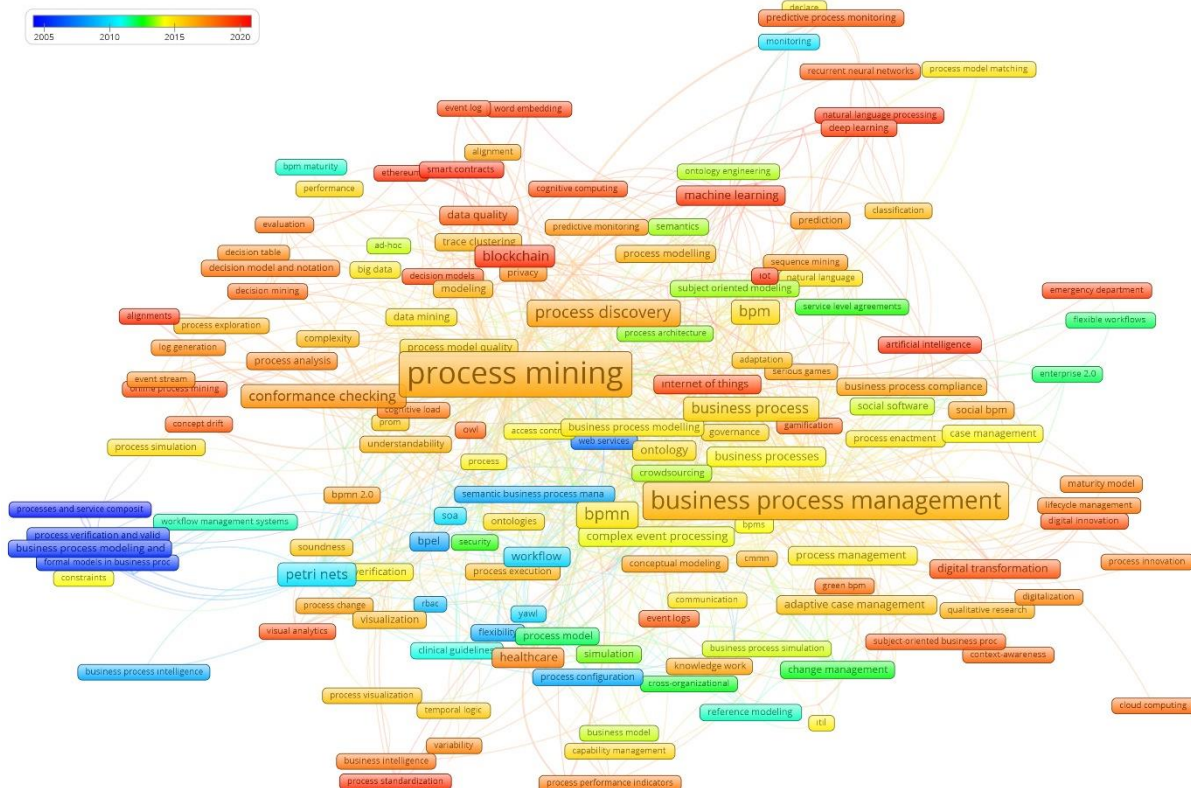 declare
predictive process monitoring
2005 2010 2015 2020
monitoring
recurrent neural networks
process model matching
event log
word embedding
natural language processing
deep learning
alignment
bpm maturity
ethereum
smart contracts
ontology engineering
performance
cognitive computing
machine learning
data quality
classification
evaluation
predictive monitoring
semantics
prediction
ad-hoc
trace clustering
decision table
process modelling
blockchain
decision model and notation
big data
sequence mining
decision models
privacy
iot
natural language
decision mining
modeling
subject oriented modeling
emergency department
service level agreements
alignments
process exploration
data mining
process discovery
bpm
flexible workflows
complexity
process architecture
log generation
process model quality
artificial intelligence
process analysis
adaptation
process mining
serious games
enterprise 2.0
event stream
online process mining
internet of things
business process compliance
conformance checking
cognitive load
business process
social software
social bpm
concept drift
prom
owl
access contr
business process modelling
governance
gamification
case management
process simulation
understandability
web services
process enactment
ontology
business processes
process
crowdsourcing
bpmn 2.0
semantic business process mana
business process management
maturity model
processes and service composit
lifecycle management
workflow management systems
soa
ontologies
bpmn
bpms
digital innovation
process verification and valid
bpel
security
complex event processing
business process modeling and
soundness
workflow
process management
formal models in business proc
conceptual modeling
cmmn
process innovation
constraints
petri nets
verification
process execution
digital transformation
green bpm
process change
rbac
communication
adaptive case management
digitalization
visualization
yawl
qualitative research
event logs
visual analytics
flexibility
process model
subject-oriented business proc
clinical guidelines
healthcare
simulation
business process simulation
context-awareness
business process intelligence
process configuration
knowledge work
change management
cross-organizational
process visualization
temporal logic
reference modeling
cloud computing
itil
business model
variability
capability management
business intelligence
process standardization
process performance indicators